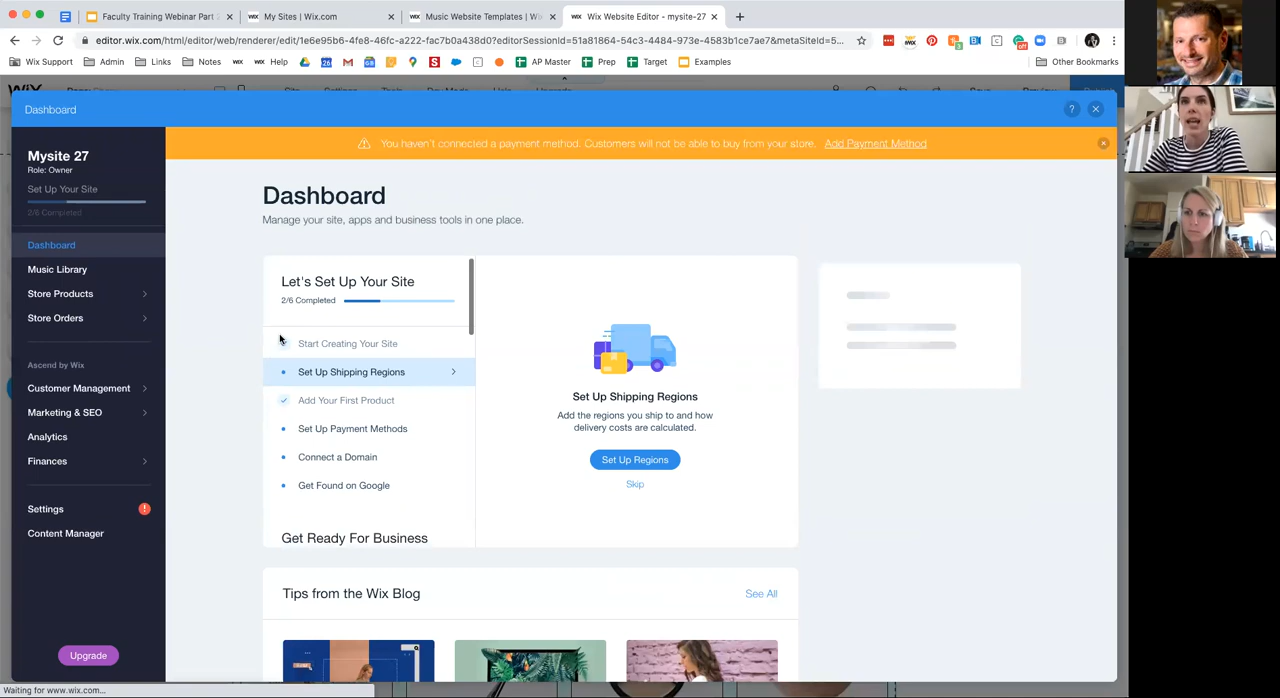 Faculty Training Webinar Part
My Sites | Wix.com
Music Website Templates | Wi
Wix Website Editor - mysite-27
editor.wix.com/html/editor/web/renderer/edit/1e6e95b6-4fe8-46fc-a222-fac7b0a438d0?editorSessionId=51a81864-54c3-4484-973e-4583b1ce7ae7&metaSiteId=5...
Wix Support
Admin
Links
Notes
WIX
WIX Help
AP Master
Prep
Target
Examples
Other Bookmarks
Dashboard
Mysite 27
Role: Owner
Set Up Your Site
2/6 Completed
Dashboard
Music Library
Store Products
Store Orders
Ascend by Wix
Customer Management
Marketing & SEO
Analytics
Finances
Settings
Content Manager
Upgrade
You haven't connected a payment method. Customers will not be able to buy from your store. Add Payment Method
Dashboard
Manage your site, apps and business tools in one place.
Let's Set Up Your Site
2/6 Completed
Start Creating Your Site
Set Up Shipping Regions
Add Your First Product
Set Up Payment Methods
Connect a Domain
Get Found on Google
Get Ready For Business
Set Up Shipping Regions
Add the regions you ship to and how
delivery costs are calculated.
Set Up Regions
Skip
Tips from the Wix Blog
See All
Waiting for www.wix.com...